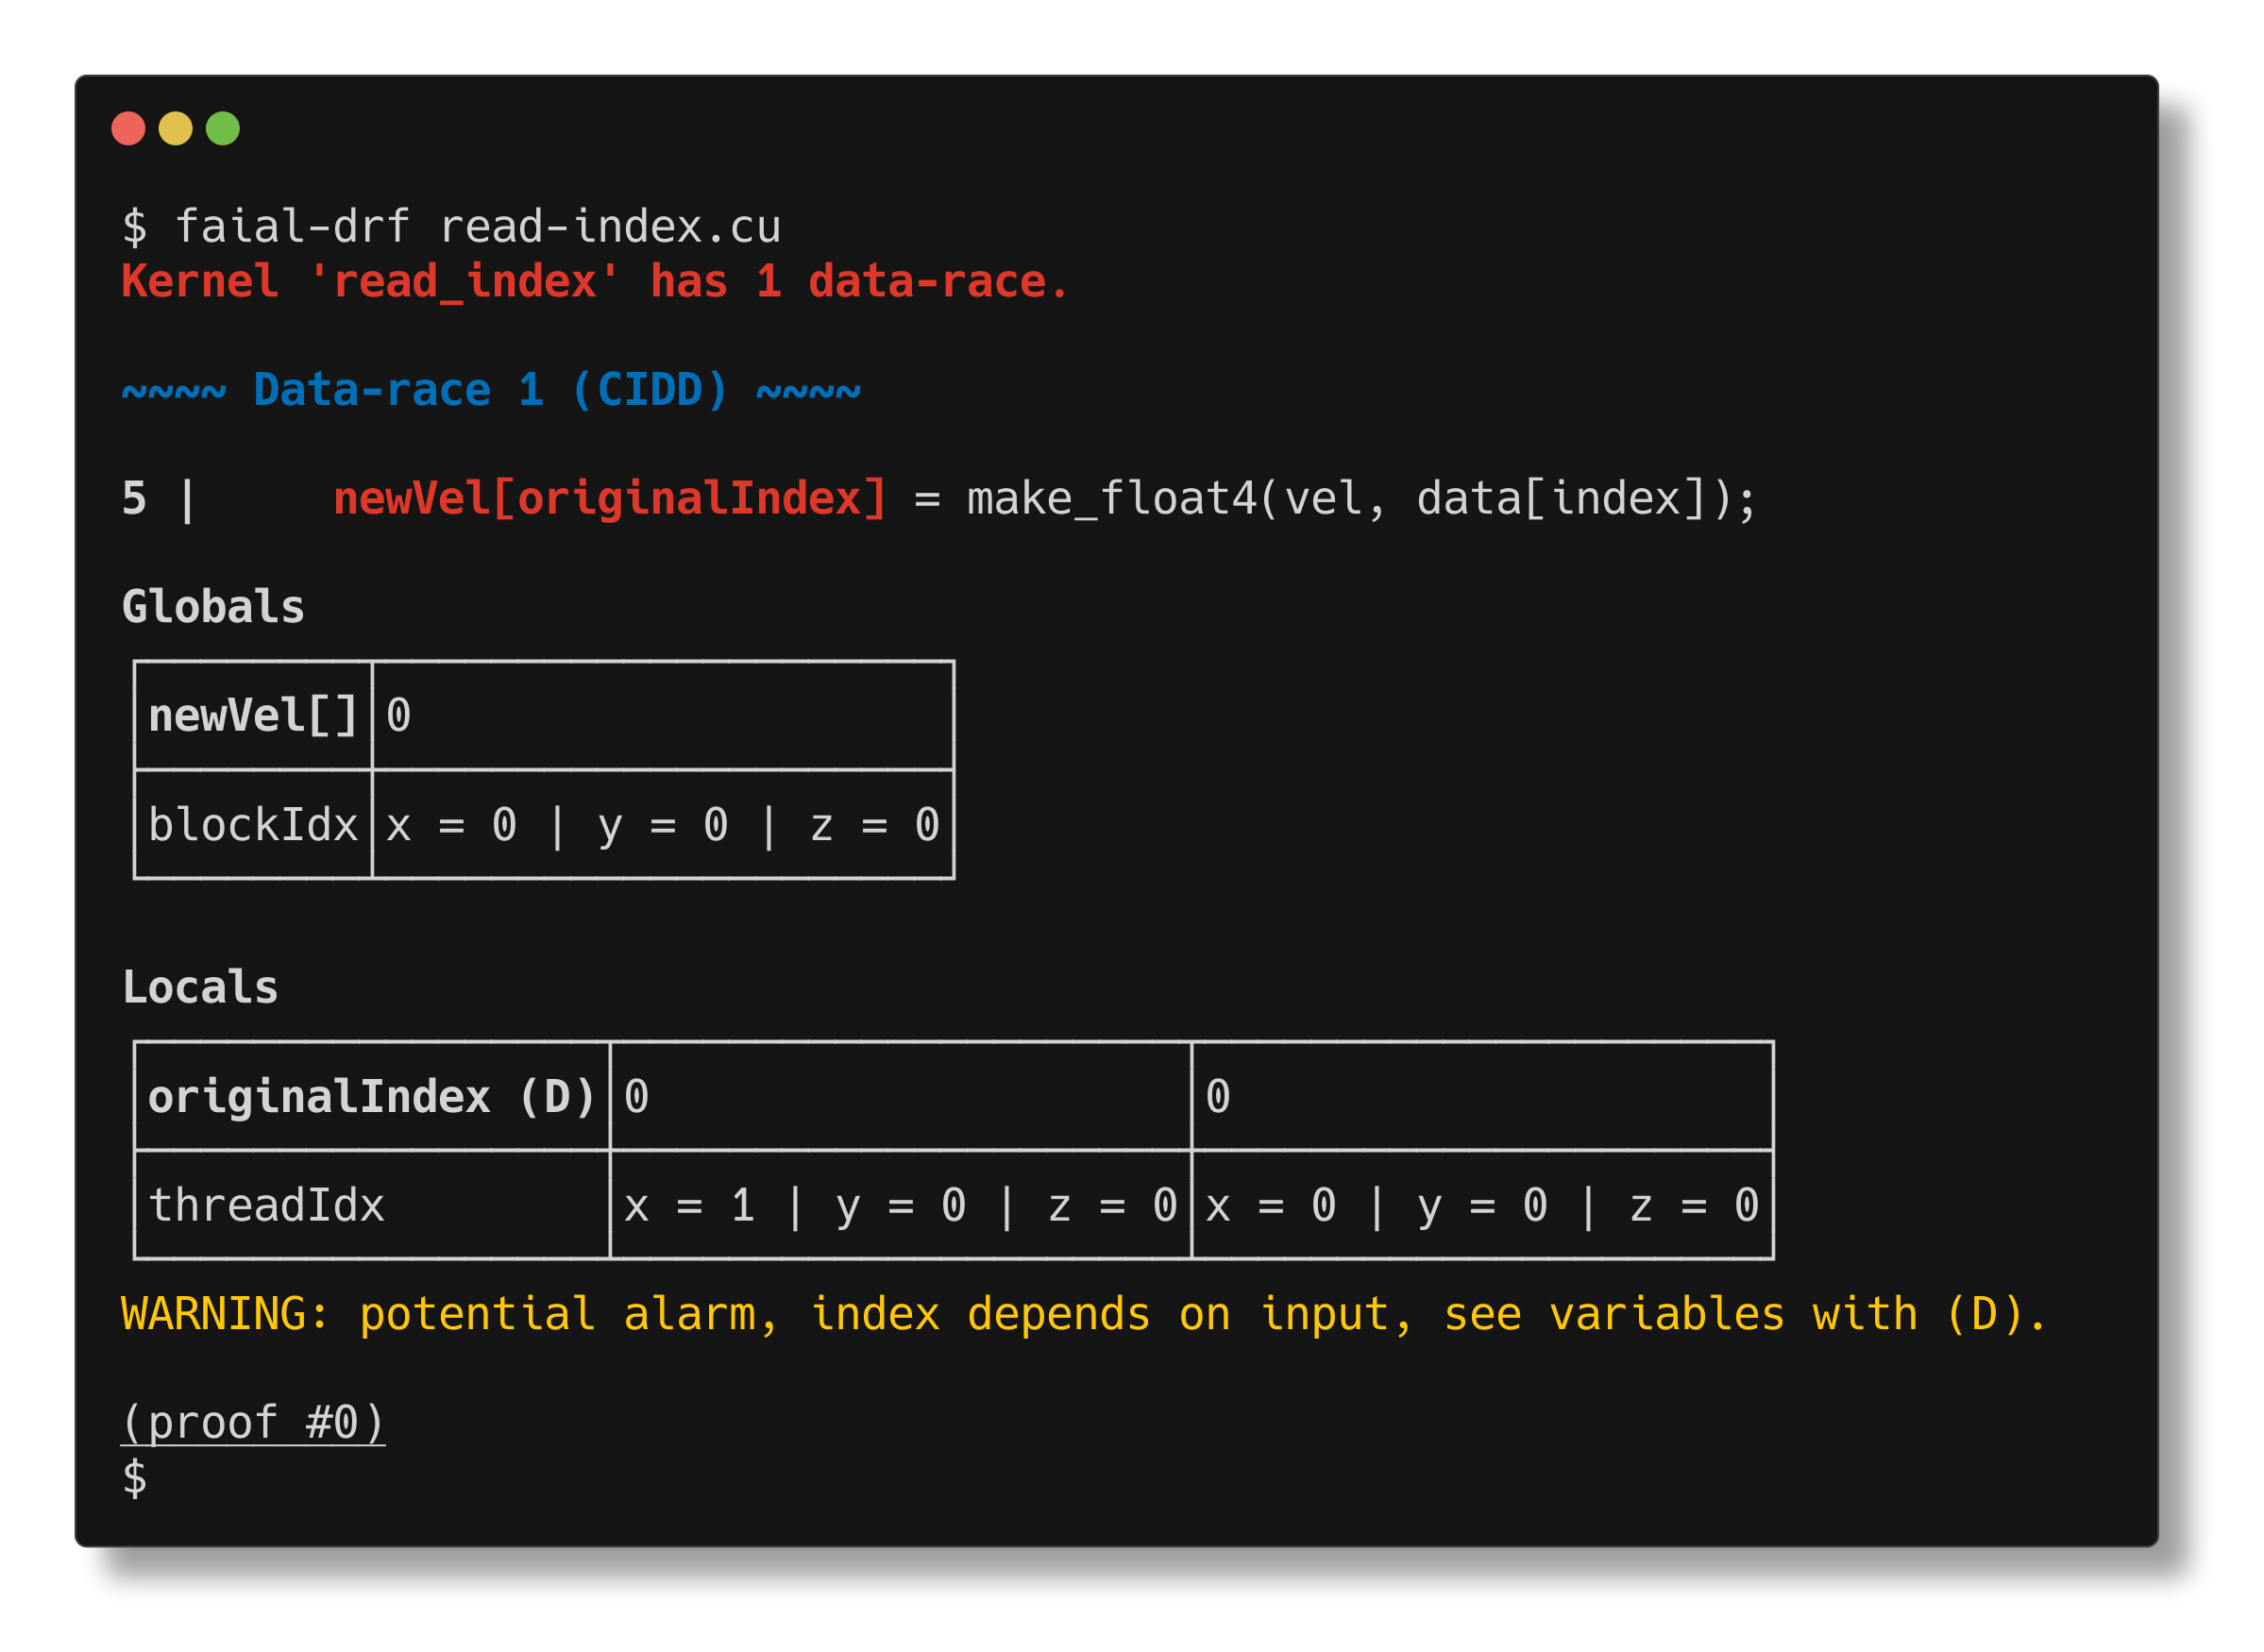 $ faial-drf read-index.cu
Kernel 'read_index' has 1 data-race.
~~~~ Data-race 1 (CIDD) ~~~~
5 |     newVel[originalIndex] = make_float4(vel, data[index]);
Globals
newVel[] 0
blockIdx x = 0 | y = 0 | z = 0
Locals
originalIndex (D) 0 0
threadIdx x = 1 | y = 0 | z = 0 x = 0 | y = 0 | z = 0
WARNING: potential alarm, index depends on input, see variables with (D).
(proof #0)
$